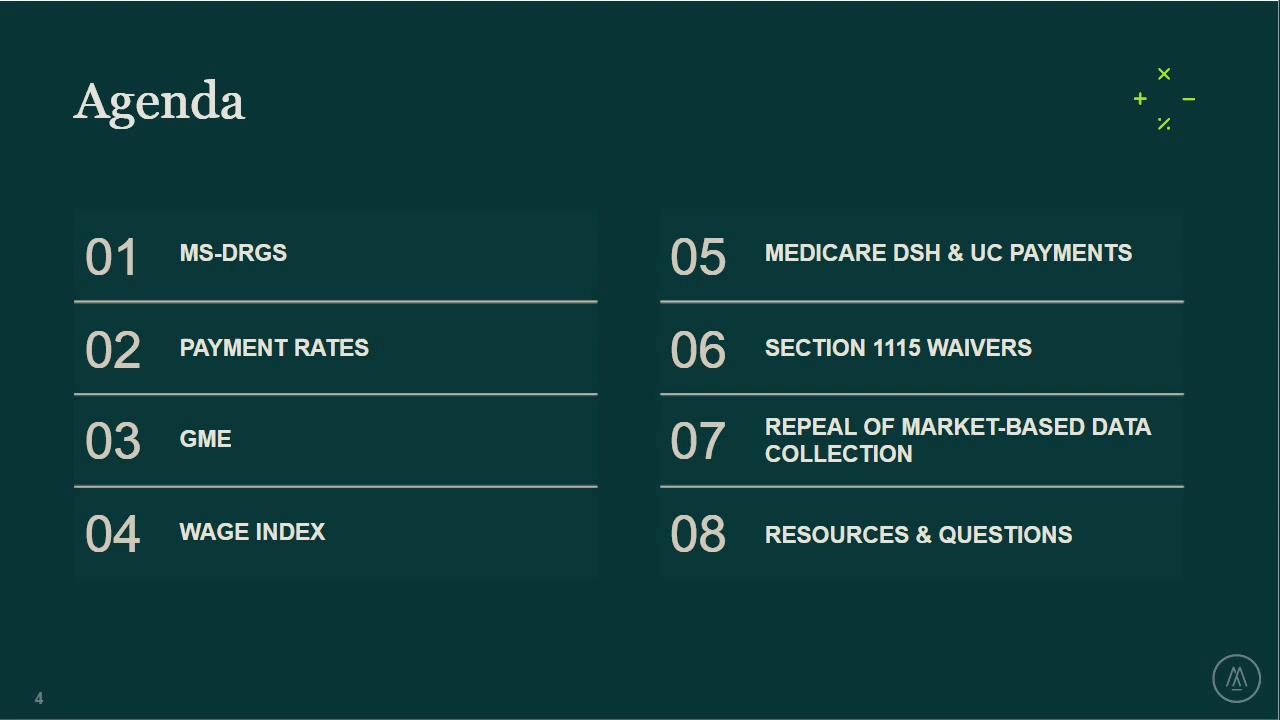 Agenda
01 MS-DRGS
02 PAYMENT RATES
03 GME
04 WAGE INDEX
05 MEDICARE DSH & UC PAYMENTS
06 SECTION 1115 WAIVERS
07 REPEAL OF MARKET-BASED DATA
COLLECTION
08 RESOURCES & QUESTIONS
4